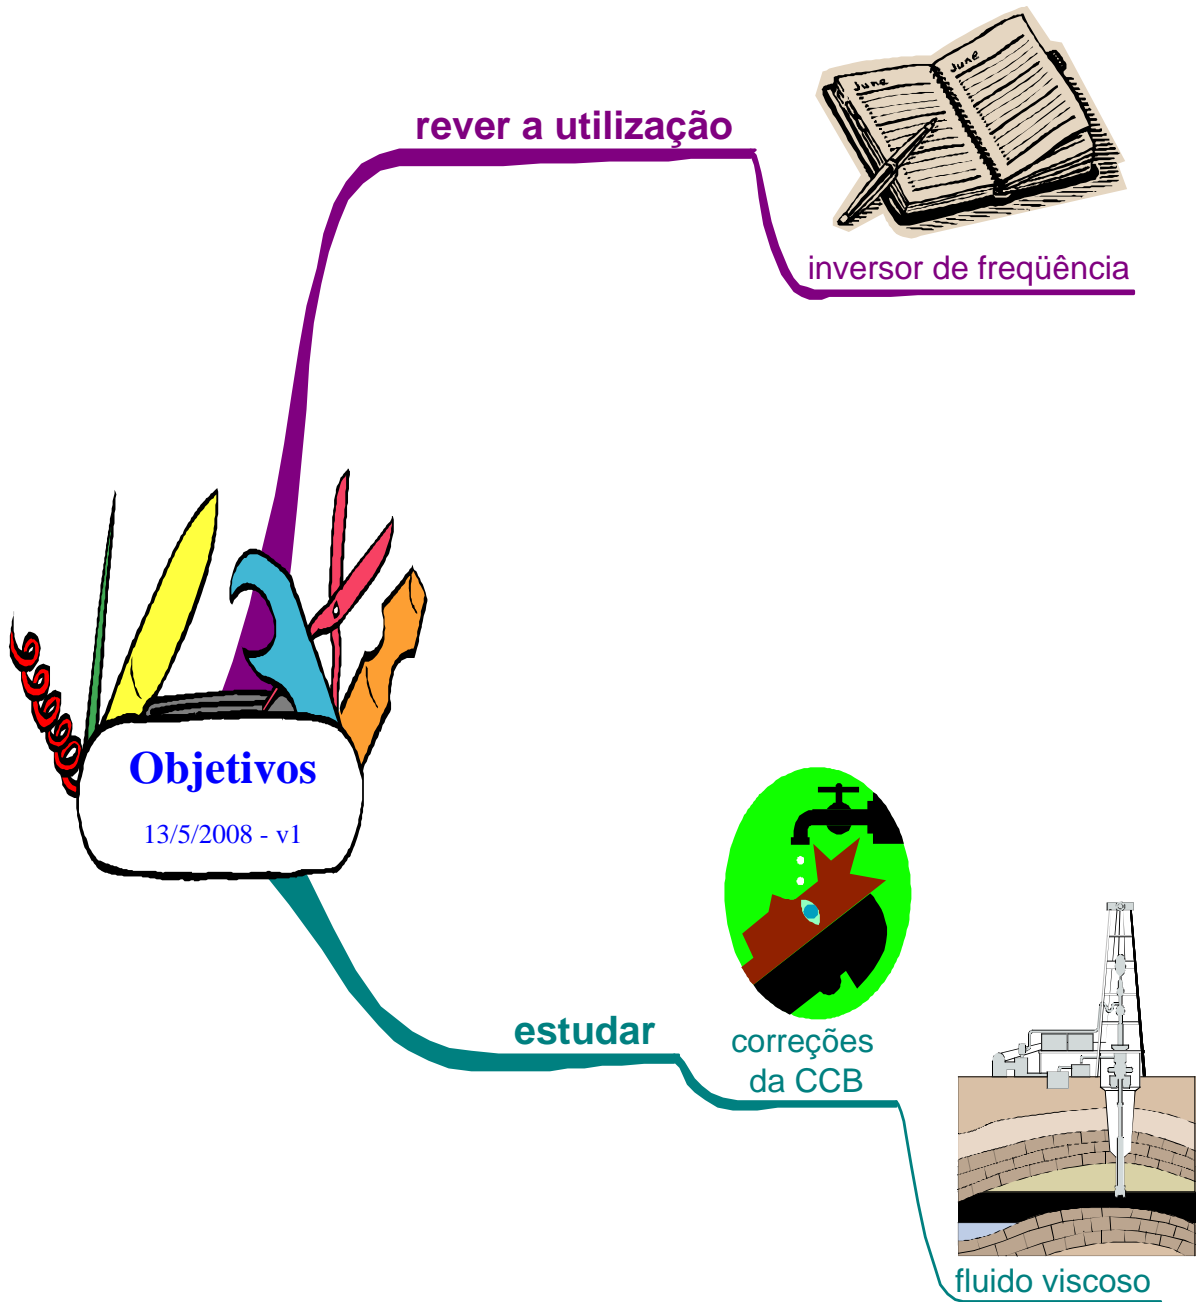 June
June
rever a utilização
inversor de freqüência
Objetivos
13/5/2008 - v1
estudar
correções
da CCB
fluido viscoso